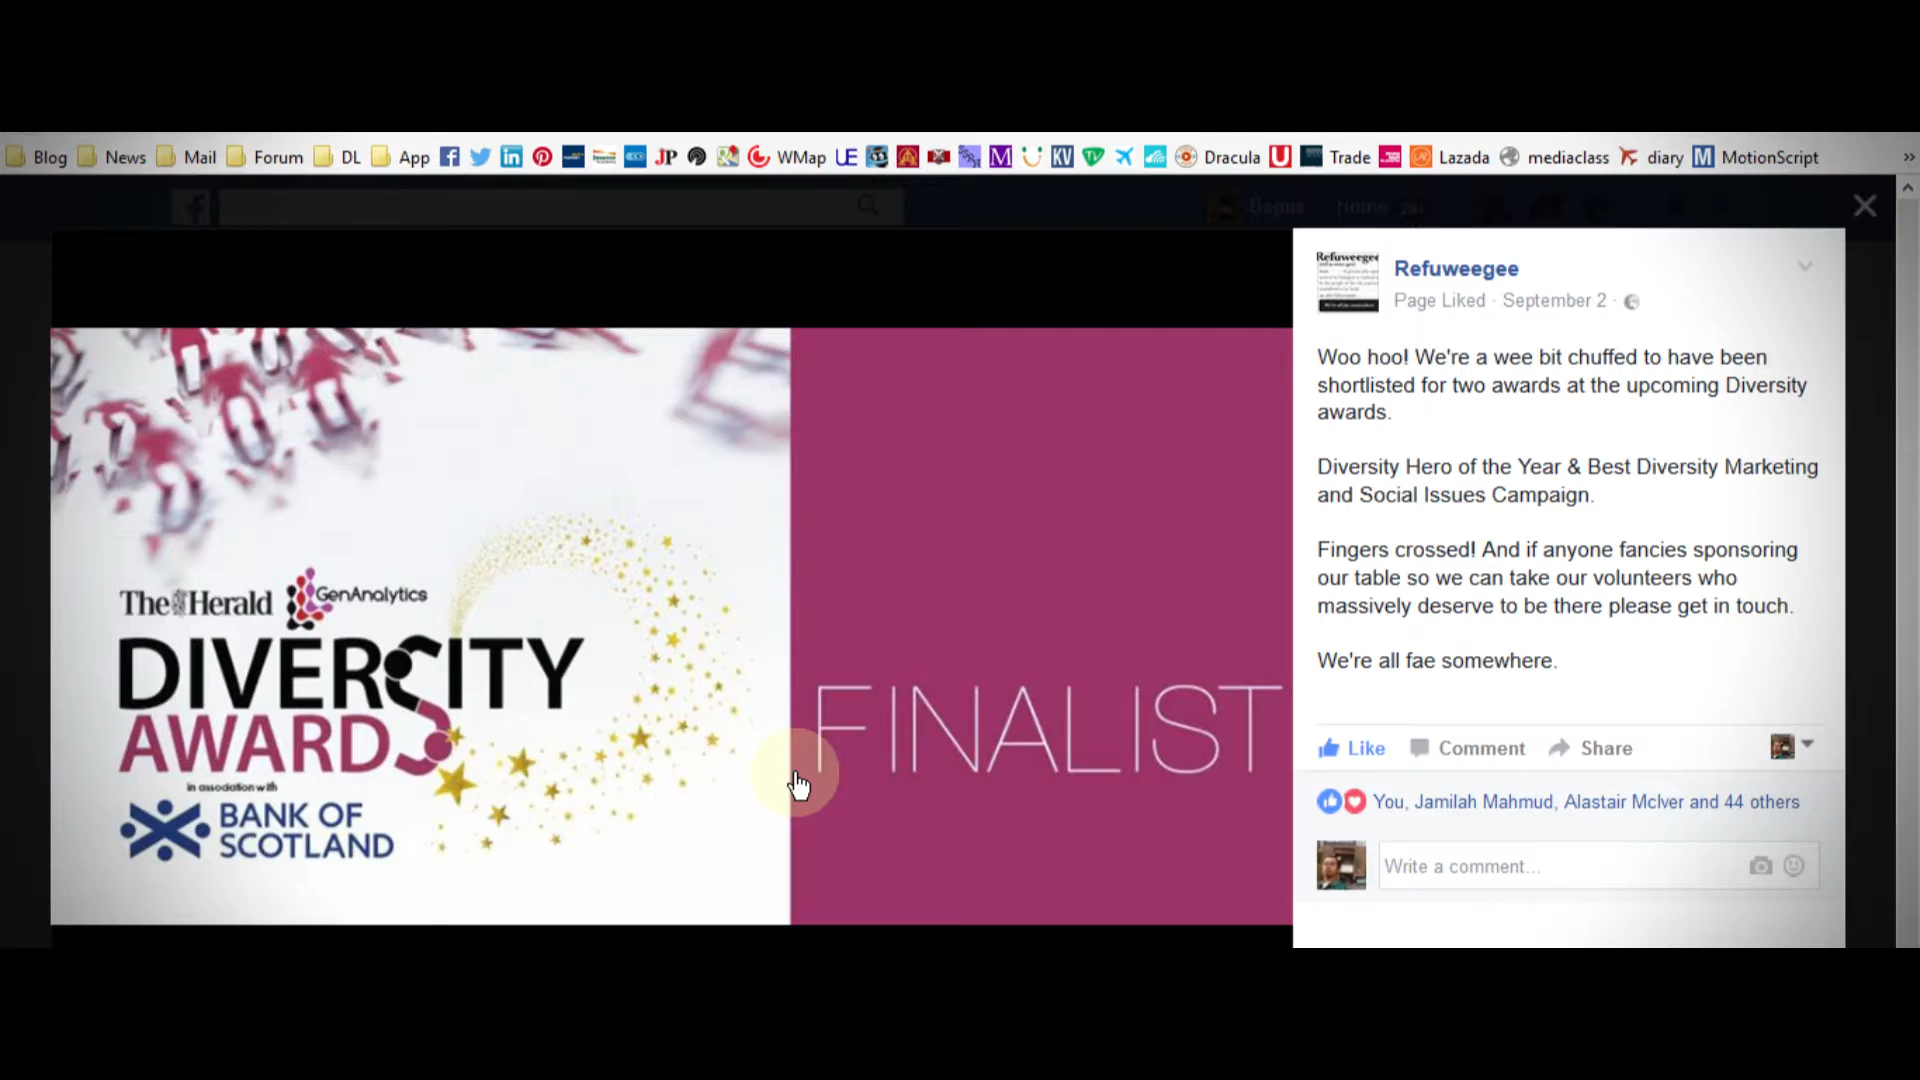 Blog News Mail Forum DL App JP WMap UE M KV Dracula U Trade Lazada mediaclass diary M MotionScript »
Home
Refuweegee
Refuweegee
Page Liked · September 2 ·
Woo hoo! We're a wee bit chuffed to have been
shortlisted for two awards at the upcoming Diversity
awards.
Diversity Hero of the Year & Best Diversity Marketing
and Social Issues Campaign.
Fingers crossed! And if anyone fancies sponsoring
our table so we can take our volunteers who
massively deserve to be there please get in touch.
We're all fae somewhere.
Like Comment Share
You, Jamilah Mahmud, Alastair McIver and 44 others
Write a comment...
The Herald GenAnalytics
DIVERSITY
AWARDS
in association with
BANK OF
SCOTLAND
FINALIST